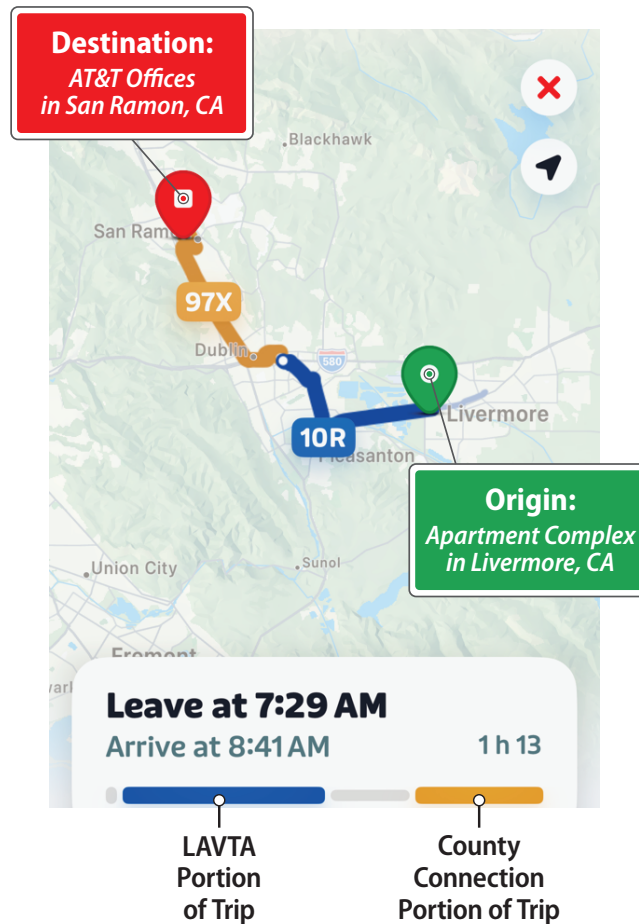 Destination:
AT&T Offices
in San Ramon, CA
Blackhawk
San Ram
97X
Dublin
580
Livermore
10R
Pleasanton
Origin:
Apartment Complex
in Livermore, CA
Union City
Sunol
Fremont
Leave at 7:29 AM
Arrive at 8:41 AM
1 h 13
LAVTA
Portion
of Trip
County
Connection
Portion of Trip